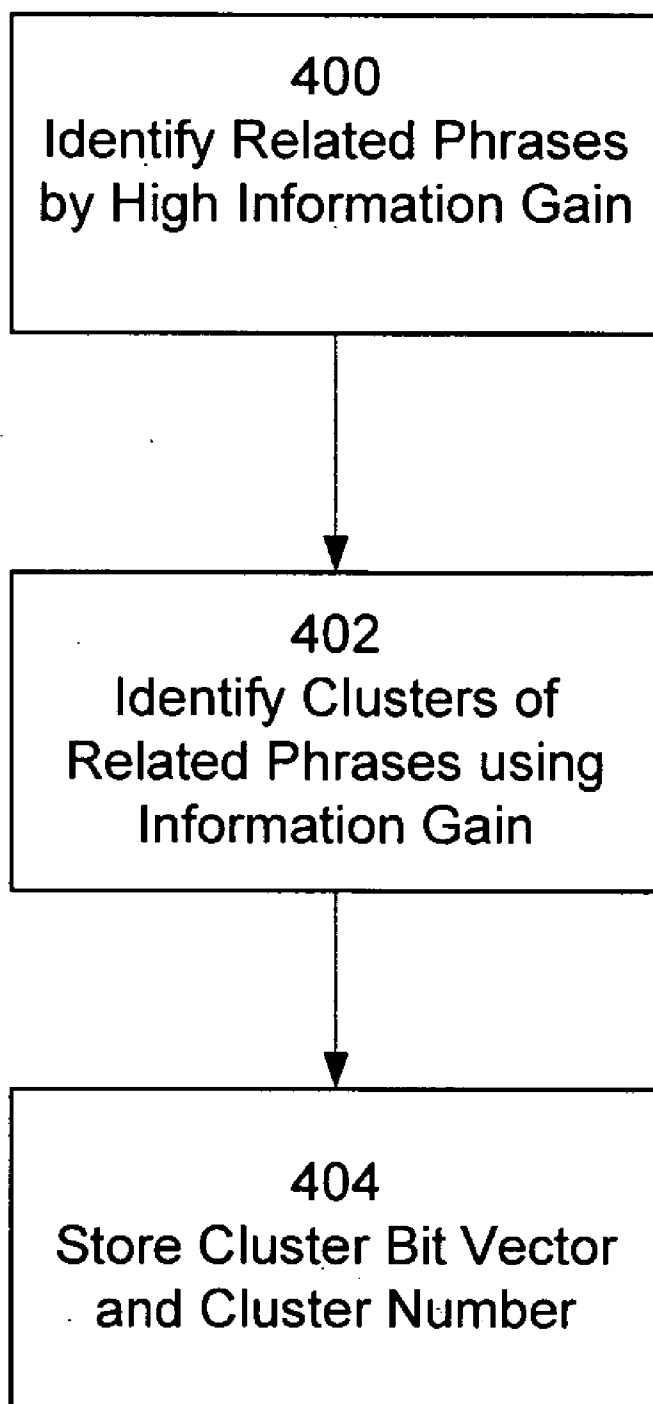 400
Identify Related Phrases
by High Information Gain
402
Identify Clusters of
Related Phrases using
Information Gain
404
Store Cluster Bit Vector
and Cluster Number